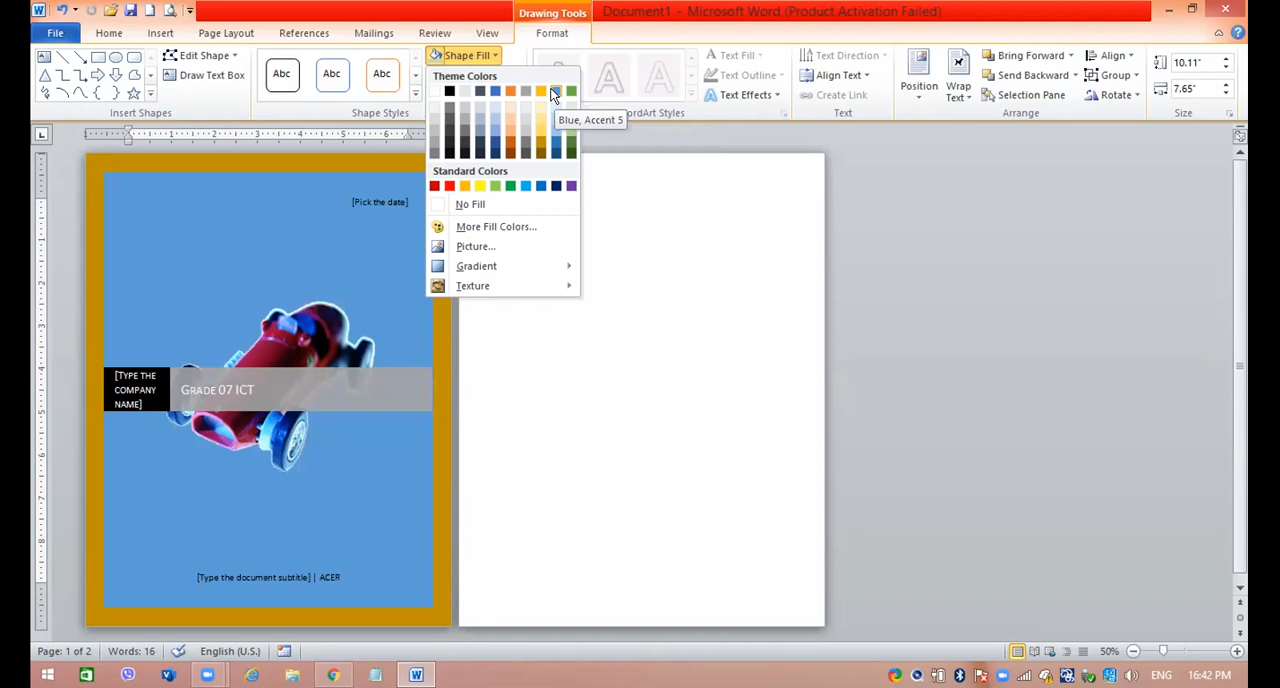 Drawing Tools
Document1 - Microsoft Word (Product Activation Failed)
File
Home
Insert
Page Layout
References
Mailings
Review
View
Format
Edit Shape
Draw Text Box
Insert Shapes
Abc
Abc
Abc
Shape Styles
Shape Fill
Theme Colors
Blue, Accent 5
Standard Colors
No Fill
More Fill Colors...
Picture...
Gradient
Texture
Text Fill
Text Outline
Text Effects
ordArt Styles
Text Direction
Align Text
Create Link
Text
Position
Wrap
Text
Bring Forward
Send Backward
Selection Pane
Align
Group
Rotate
Arrange
10.11"
7.65"
Size
[Pick the date]
[TYPE THE
COMPANY
NAME]
GRADE 07 ICT
[Type the document subtitle] | ACER
Page: 1 of 2
Words: 16
English (U.S.)
50%
ENG
16:42 PM